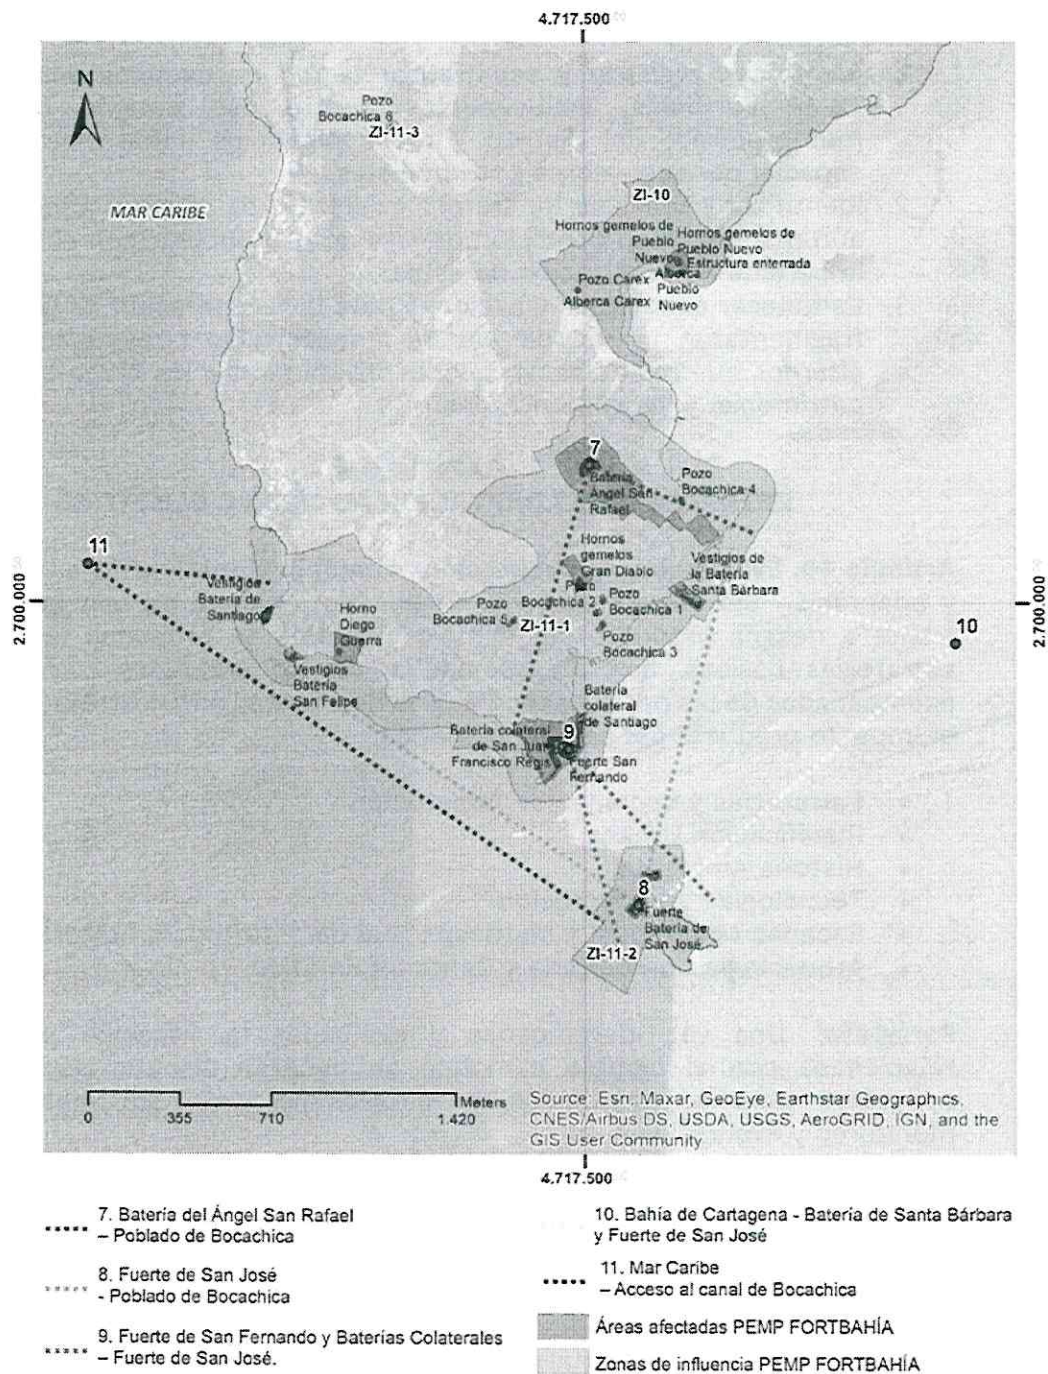 4.717.500
N
Pozo
Bocachica 6
ZI-11-3
MAR CARIBE
ZI-10
Hornos gemelos de
Pueblo
Nuevo
Hornos gemelos de
Pueblo Nuevo
Estructura enterrada
Alberca
Pueblo
Nuevo
Pozo Carex
Alberca Carex
7
Batería
Ángel San
Rafael
Pozo
Bocachica 4
11
Hornos
gemelos
Gran Diablo
Vestigios de
la Batería
Santa Bárbara
Vestigios
Batería de
Santiago
Horno
Diego
Guerra
Pozo
Bocachica 2
Pozo
Bocachica 1
Pozo
Bocachica 5
ZI-11-1
Pozo
Bocachica 3
2.700.000
2.700.000
10
Vestigios
Batería
San Felipe
Batería
colateral
de Santiago
Batería colateral
de San Juan
Francisco Regis
9
Fuerte San
Fernando
8
Fuerte
Batería de
San José
ZI-11-2
0 355 710 1.420
Meters
Source: Esri, Maxar, GeoEye, Earthstar Geographics,
CNES/Airbus DS, USDA, USGS, AeroGRID, IGN, and the
GIS User Community
4.717.500
7. Batería del Ángel San Rafael
– Poblado de Bocachica
8. Fuerte de San José
- Poblado de Bocachica
9. Fuerte de San Fernando y Baterías Colaterales
– Fuerte de San José.
10. Bahía de Cartagena - Batería de Santa Bárbara
y Fuerte de San José
11. Mar Caribe
– Acceso al canal de Bocachica
Áreas afectadas PEMP FORTBAHÍA
Zonas de influencia PEMP FORTBAHÍA